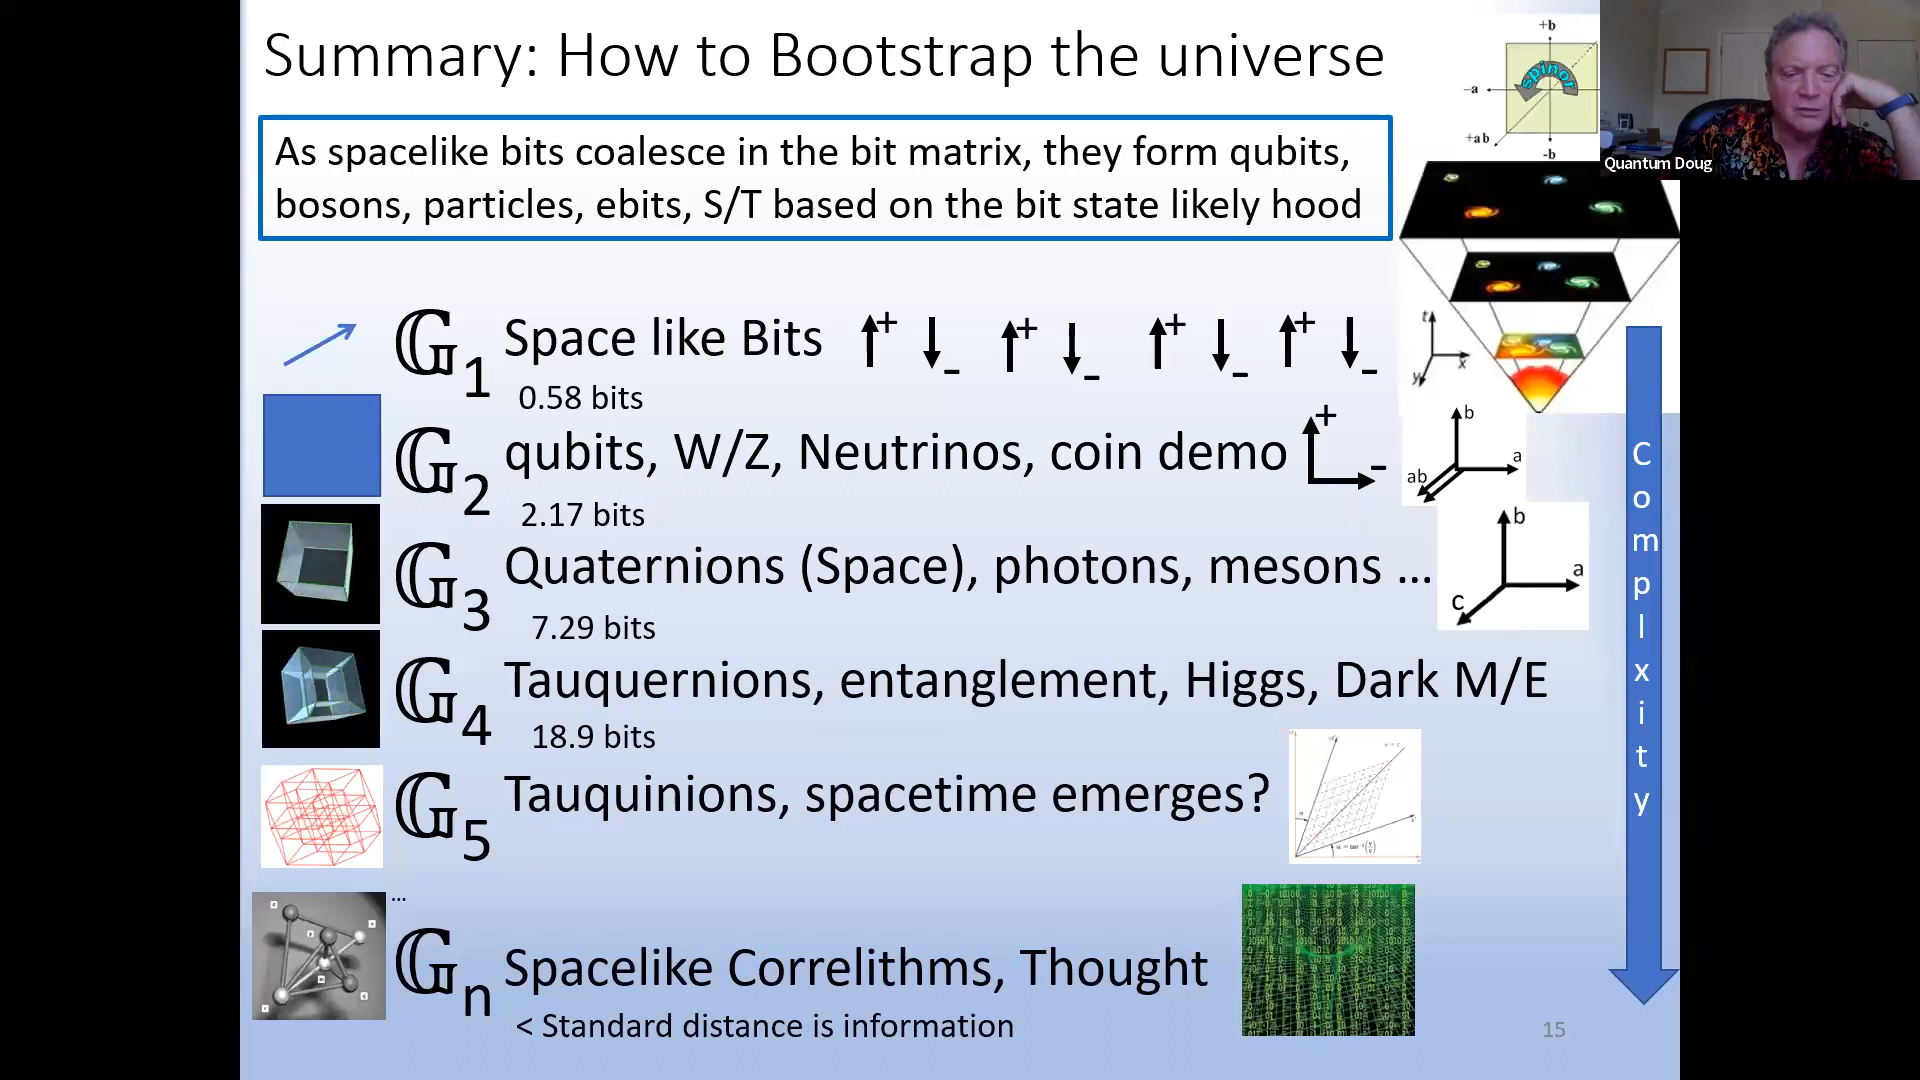 Summary: How to Bootstrap the universe
+b
spinor
-a
+ab
-b
Quantum Doug
As spacelike bits coalesce in the bit matrix, they form qubits,
bosons, particles, ebits, S/T based on the bit state likely hood
t
x
y
𝔾1 Space like Bits + - + - + - + -
0.58 bits
𝔾2 qubits, W/Z, Neutrinos, coin demo + -
b
a
ab
2.17 bits
𝔾3 Quaternions (Space), photons, mesons ...
b
a
c
7.29 bits
𝔾4 Tauquernions, entanglement, Higgs, Dark M/E
18.9 bits
𝔾5 Tauquinions, spacetime emerges?
...
𝔾n Spacelike Correlithms, Thought
< Standard distance is information
Complxity
15